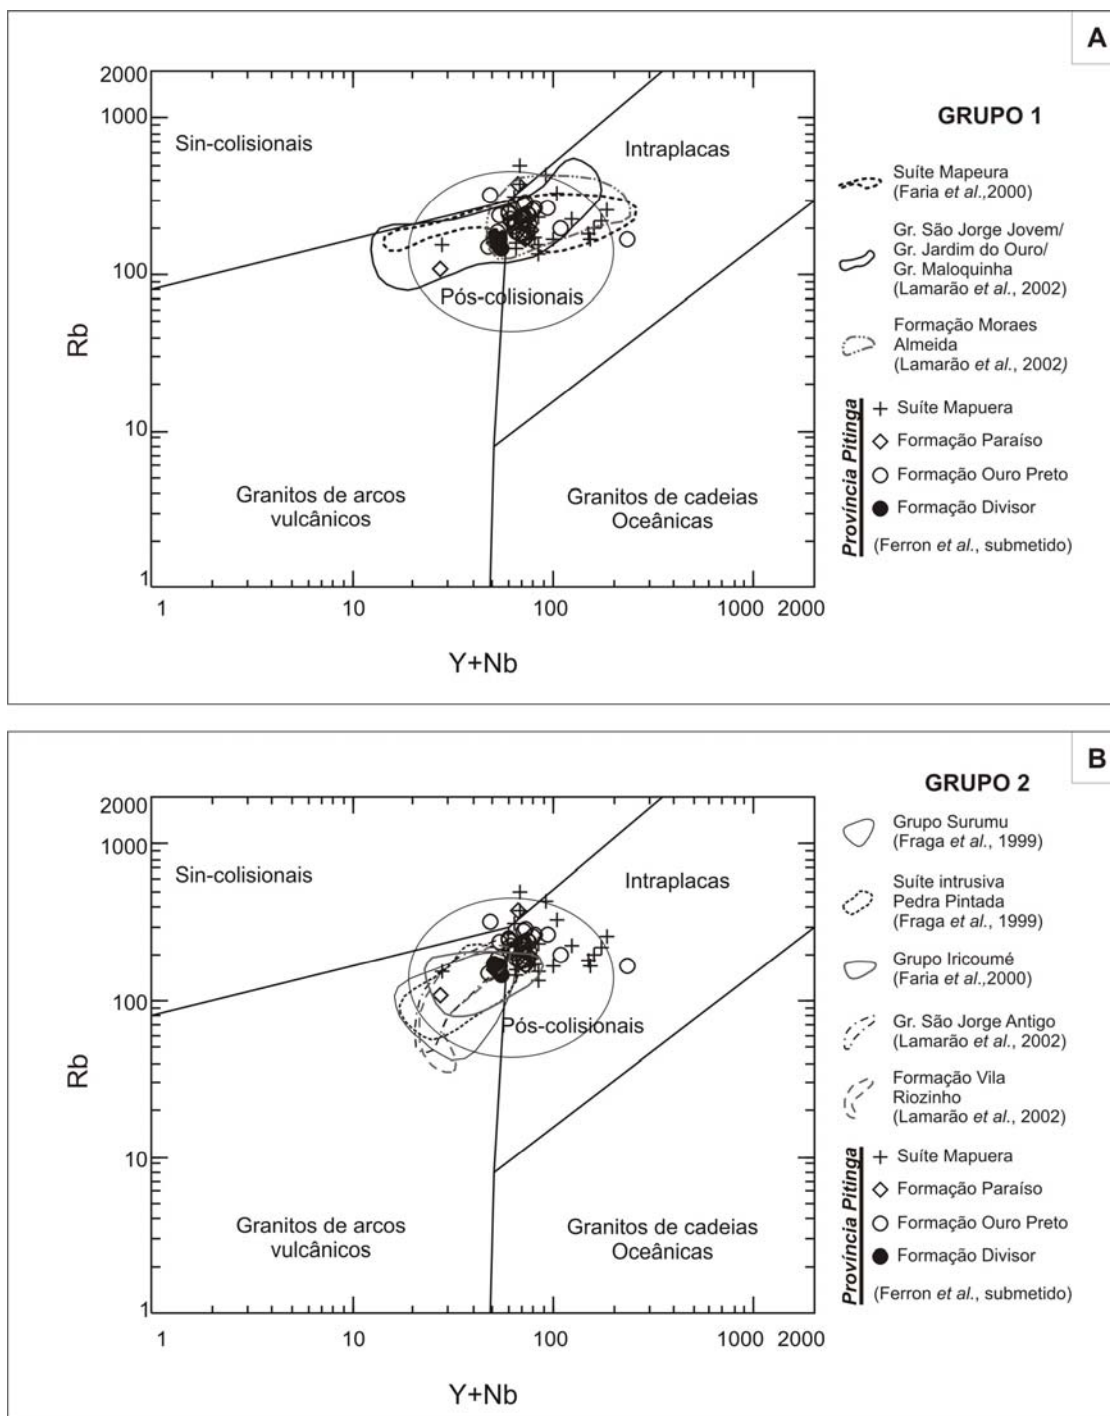 A
2000
1000
100
10
1
Rb
Sin-colisionais
Intraplacas
Pós-colisionais
Granitos de arcos
vulcânicos
Granitos de cadeias
Oceânicas
1
10
100
1000
2000
Y+Nb
GRUPO 1
Suíte Mapeura
(Faria et al.,2000)
Gr. São Jorge Jovem/
Gr. Jardim do Ouro/
Gr. Maloquinha
(Lamarão et al., 2002)
Formação Moraes
Almeida
(Lamarão et al., 2002)
Província Pitinga
Suíte Mapuera
Formação Paraíso
Formação Ouro Preto
Formação Divisor
(Ferron et al., submetido)
B
2000
1000
100
10
1
Rb
Sin-colisionais
Intraplacas
Pós-colisionais
Granitos de arcos
vulcânicos
Granitos de cadeias
Oceânicas
1
10
100
1000
2000
Y+Nb
GRUPO 2
Grupo Surumu
(Fraga et al., 1999)
Suíte intrusiva
Pedra Pintada
(Fraga et al., 1999)
Grupo Iricoumé
(Faria et al.,2000)
Gr. São Jorge Antigo
(Lamarão et al., 2002)
Formação Vila
Riozinho
(Lamarão et al., 2002)
Província Pitinga
Suíte Mapuera
Formação Paraíso
Formação Ouro Preto
Formação Divisor
(Ferron et al., submetido)